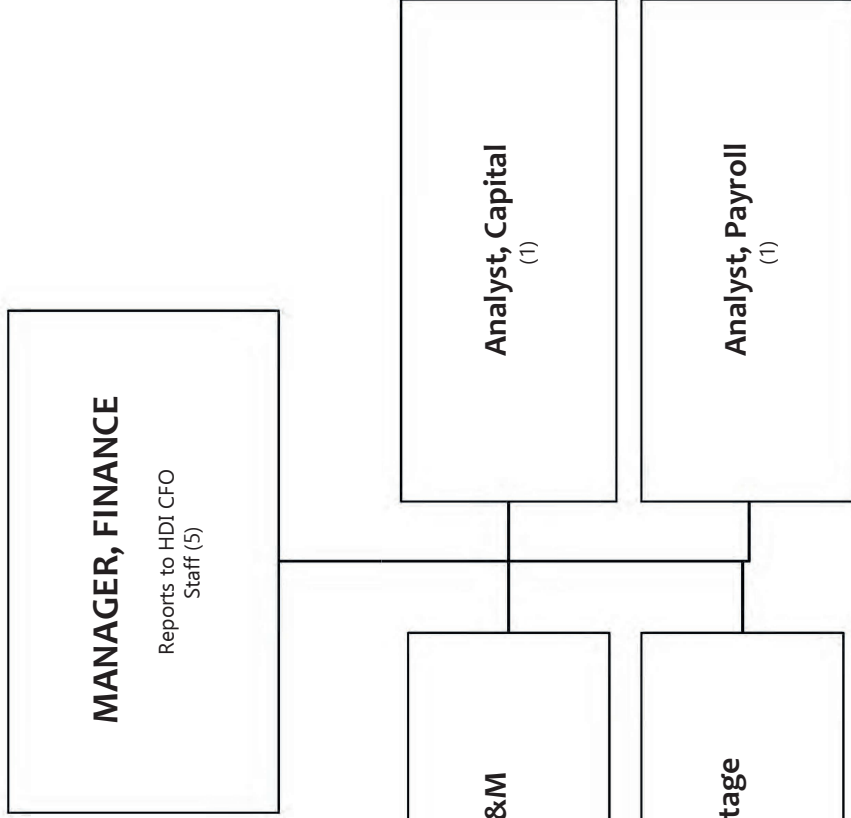 MANAGER, FINANCE
Reports to HDI CFO
Staff (5)
&M
tage
Analyst, Capital
(1)
Analyst, Payroll
(1)